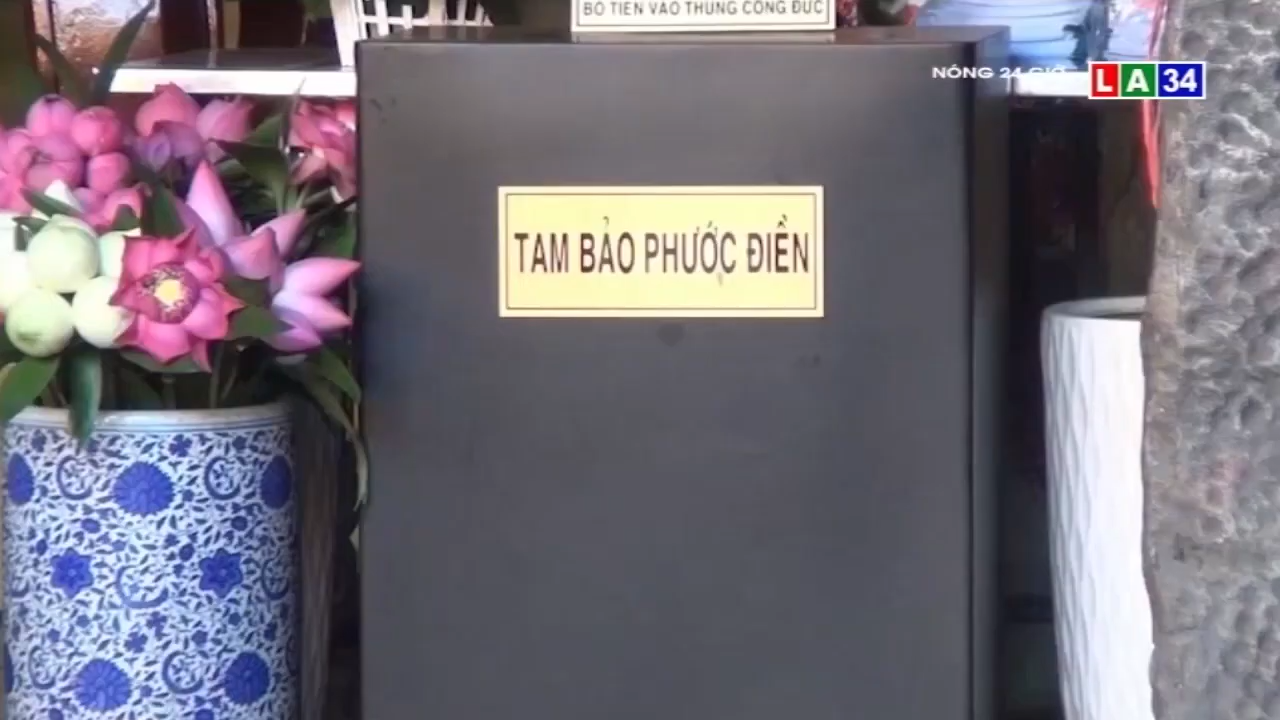 BỎ TIỀN VÀO THÙNG CÔNG ĐỨC
NÓNG 24 GIỜ
LA34
TAM BẢO PHƯỚC ĐIỀN